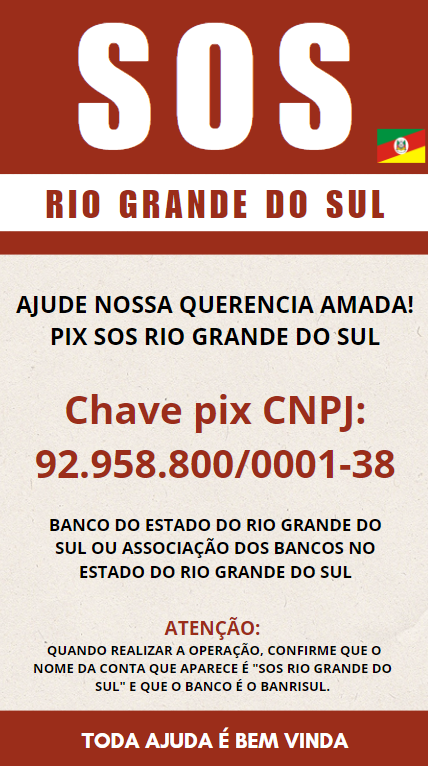 SOS
RIO GRANDE DO SUL
AJUDE NOSSA QUERENCIA AMADA!
PIX SOS RIO GRANDE DO SUL
Chave pix CNPJ:
92.958.800/0001-38
BANCO DO ESTADO DO RIO GRANDE DO
SUL OU ASSOCIAÇÃO DOS BANCOS NO
ESTADO DO RIO GRANDE DO SUL
ATENÇÃO:
QUANDO REALIZAR A OPERAÇÃO, CONFIRME QUE O
NOME DA CONTA QUE APARECE É "SOS RIO GRANDE DO
SUL" E QUE O BANCO É O BANRISUL.
TODA AJUDA É BEM VINDA